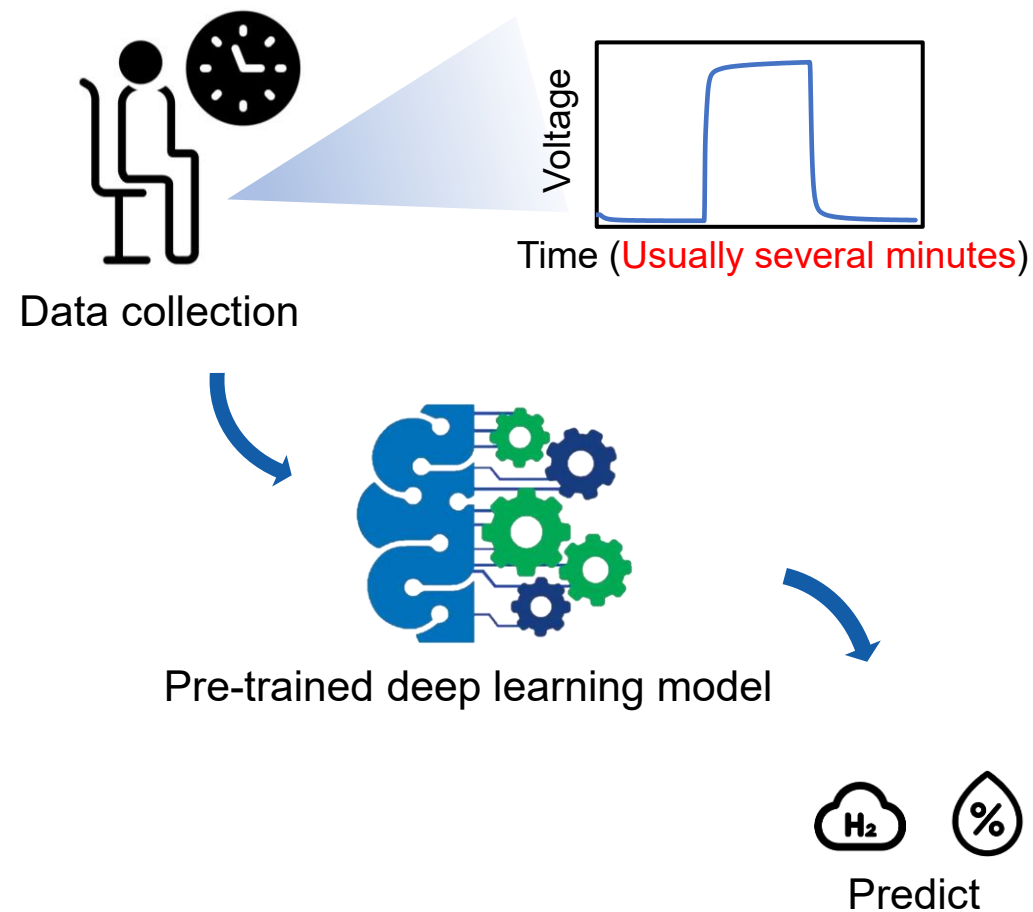 Voltage
Time (Usually several minutes)
Data collection
Pre-trained deep learning model
H₂
%
Predict